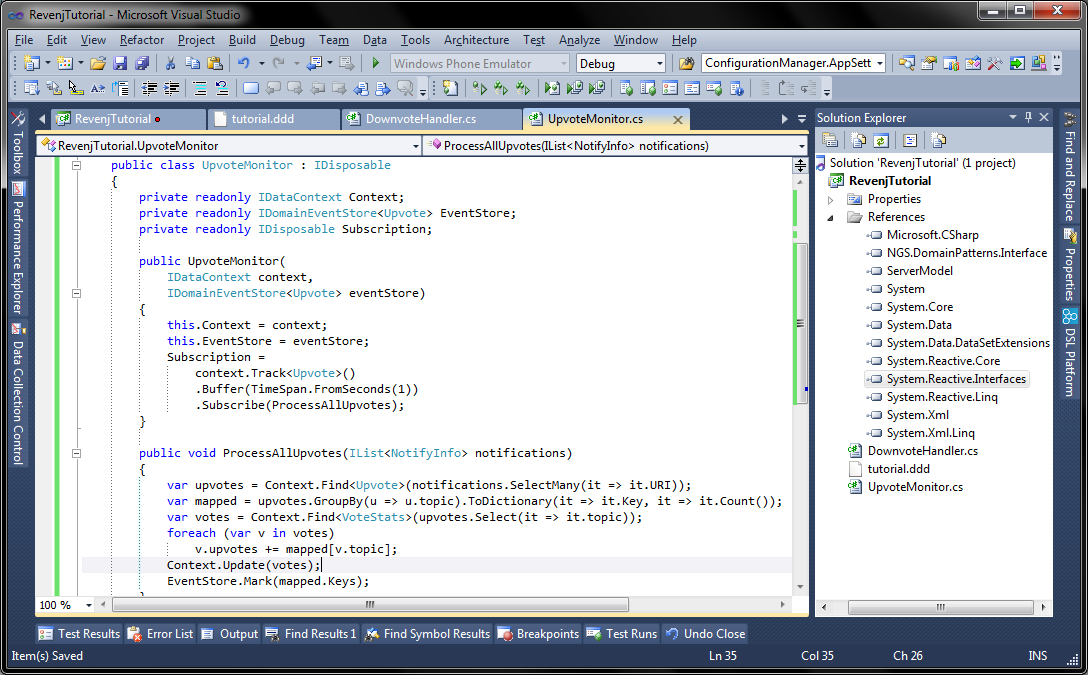 RevenjTutorial - Microsoft Visual Studio
File Edit View Refactor Project Build Debug Team Data Tools Architecture Test Analyze Window Help
Windows Phone Emulator Debug ConfigurationManager.AppSett
RevenjTutorial tutorial.ddd DownvoteHandler.cs UpvoteMonitor.cs
RevenjTutorial.UpvoteMonitor ProcessAllUpvotes(IList<NotifyInfo> notifications)
public class UpvoteMonitor : IDisposable
{
private readonly IDataContext Context;
private readonly IDomainEventStore<Upvote> EventStore;
private readonly IDisposable Subscription;
public UpvoteMonitor(
IDataContext context,
IDomainEventStore<Upvote> eventStore)
{
this.Context = context;
this.EventStore = eventStore;
Subscription =
context.Track<Upvote>()
.Buffer(TimeSpan.FromSeconds(1))
.Subscribe(ProcessAllUpvotes);
}
public void ProcessAllUpvotes(IList<NotifyInfo> notifications)
{
var upvotes = Context.Find<Upvote>(notifications.SelectMany(it => it.URI));
var mapped = upvotes.GroupBy(u => u.topic).ToDictionary(it => it.Key, it => it.Count());
var votes = Context.Find<VoteStats>(upvotes.Select(it => it.topic));
foreach (var v in votes)
v.upvotes += mapped[v.topic];
Context.Update(votes);
EventStore.Mark(mapped.Keys);
100 %
Toolbox
Performance Explorer
Data Collection Control
Solution Explorer
Solution 'RevenjTutorial' (1 project)
RevenjTutorial
Properties
References
Microsoft.CSharp
NGS.DomainPatterns.Interface
ServerModel
System
System.Core
System.Data
System.Data.DataSetExtensions
System.Reactive.Core
System.Reactive.Interfaces
System.Reactive.Linq
System.Xml
System.Xml.Linq
DownvoteHandler.cs
tutorial.ddd
UpvoteMonitor.cs
Find and Replace
Properties
DSL Platform
Test Results Error List Output Find Results 1 Find Symbol Results Breakpoints Test Runs Undo Close
Item(s) Saved Ln 35 Col 35 Ch 26 INS